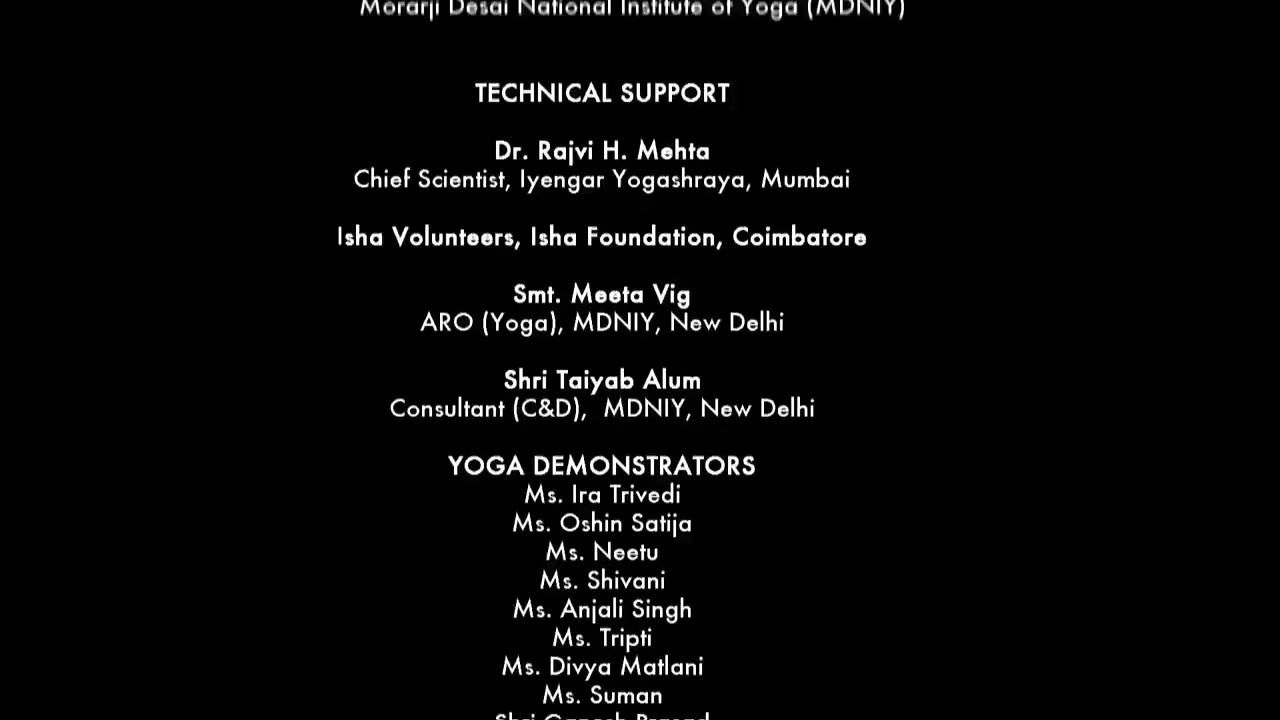 Morarji Desai National Institute of Yoga (MDNIY)
TECHNICAL SUPPORT
Dr. Rajvi H. Mehta
Chief Scientist, Iyengar Yogashraya, Mumbai
Isha Volunteers, Isha Foundation, Coimbatore
Smt. Meeta Vig
ARO (Yoga), MDNIY, New Delhi
Shri Taiyab Alum
Consultant (C&D), MDNIY, New Delhi
YOGA DEMONSTRATORS
Ms. Ira Trivedi
Ms. Oshin Satija
Ms. Neetu
Ms. Shivani
Ms. Anjali Singh
Ms. Tripti
Ms. Divya Matlani
Ms. Suman
Shri Ganesh Prasad